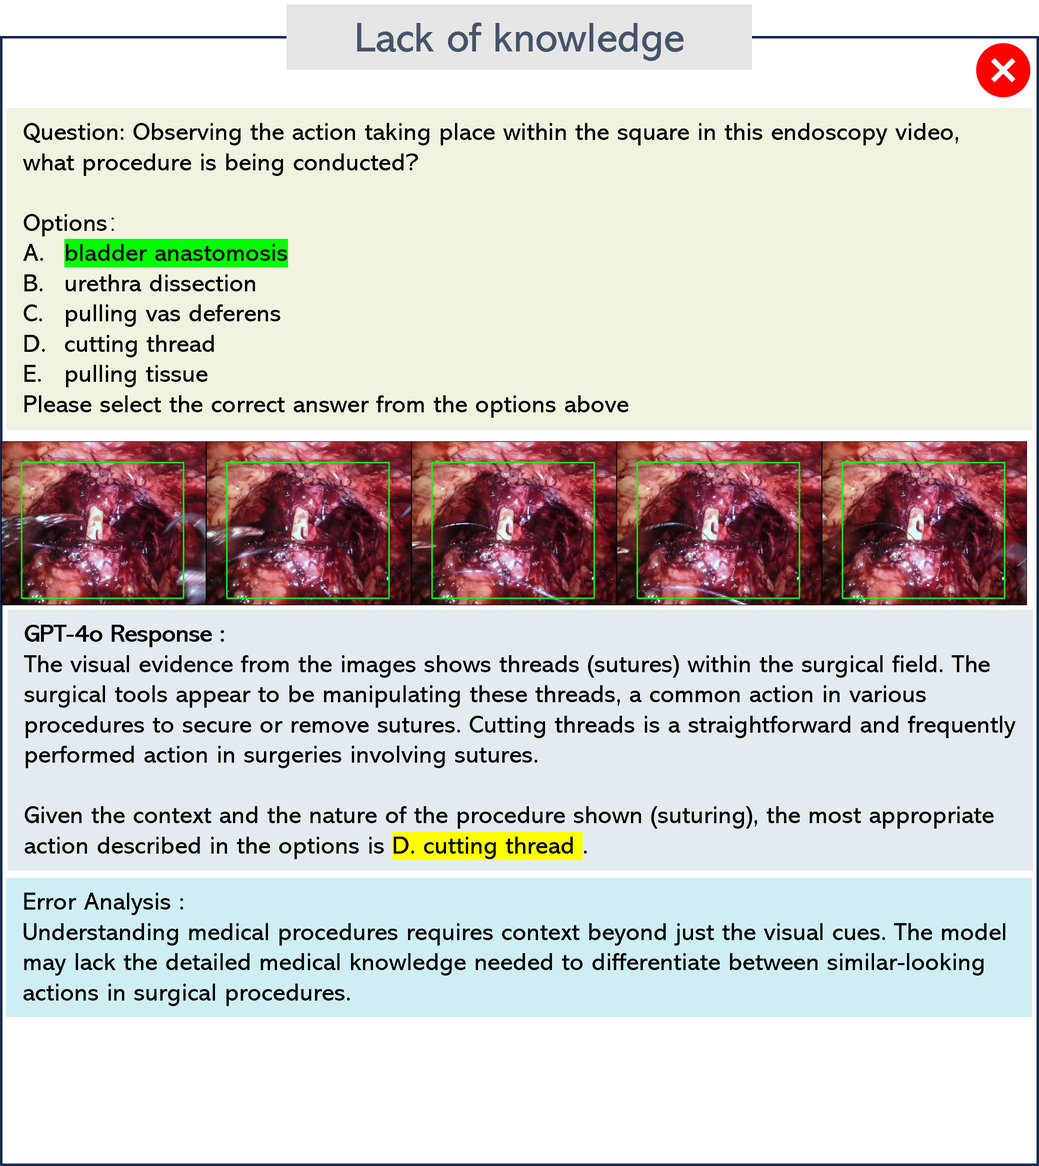 Lack of knowledge
Question: Observing the action taking place within the square in this endoscopy video,
what procedure is being conducted?
Options:
A. bladder anastomosis
B. urethra dissection
C. pulling vas deferens
D. cutting thread
E. pulling tissue
Please select the correct answer from the options above
GPT-4o Response :
The visual evidence from the images shows threads (sutures) within the surgical field. The
surgical tools appear to be manipulating these threads, a common action in various
procedures to secure or remove sutures. Cutting threads is a straightforward and frequently
performed action in surgeries involving sutures.
Given the context and the nature of the procedure shown (suturing), the most appropriate
action described in the options is D. cutting thread .
Error Analysis :
Understanding medical procedures requires context beyond just the visual cues. The model
may lack the detailed medical knowledge needed to differentiate between similar-looking
actions in surgical procedures.